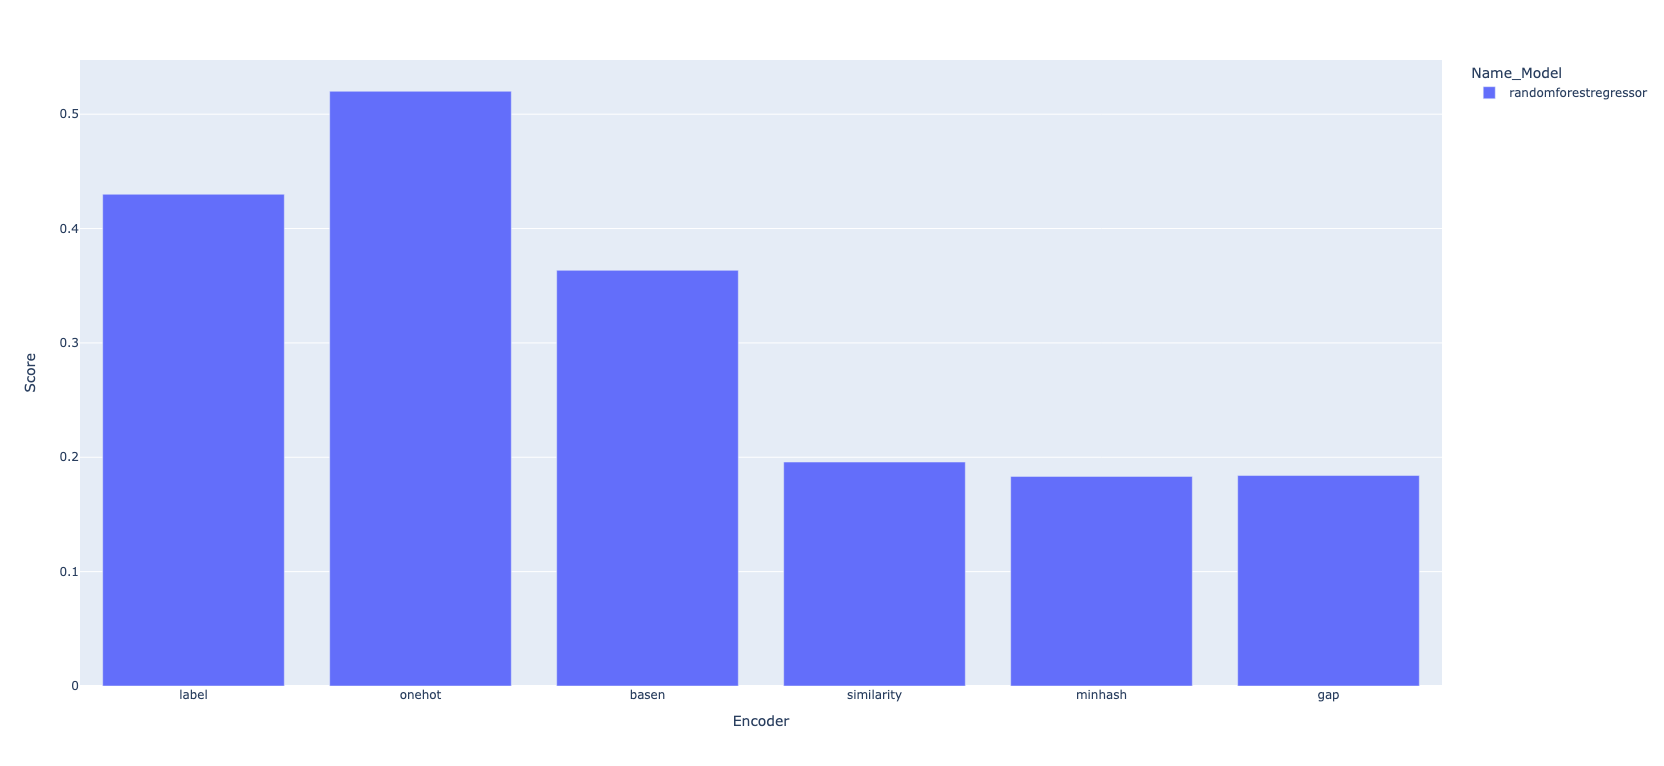 Name_Model
randomforestregressor
0.5
0.4
0.3
0.2
0.1
0
Score
label
onehot
basen
similarity
minhash
gap
Encoder